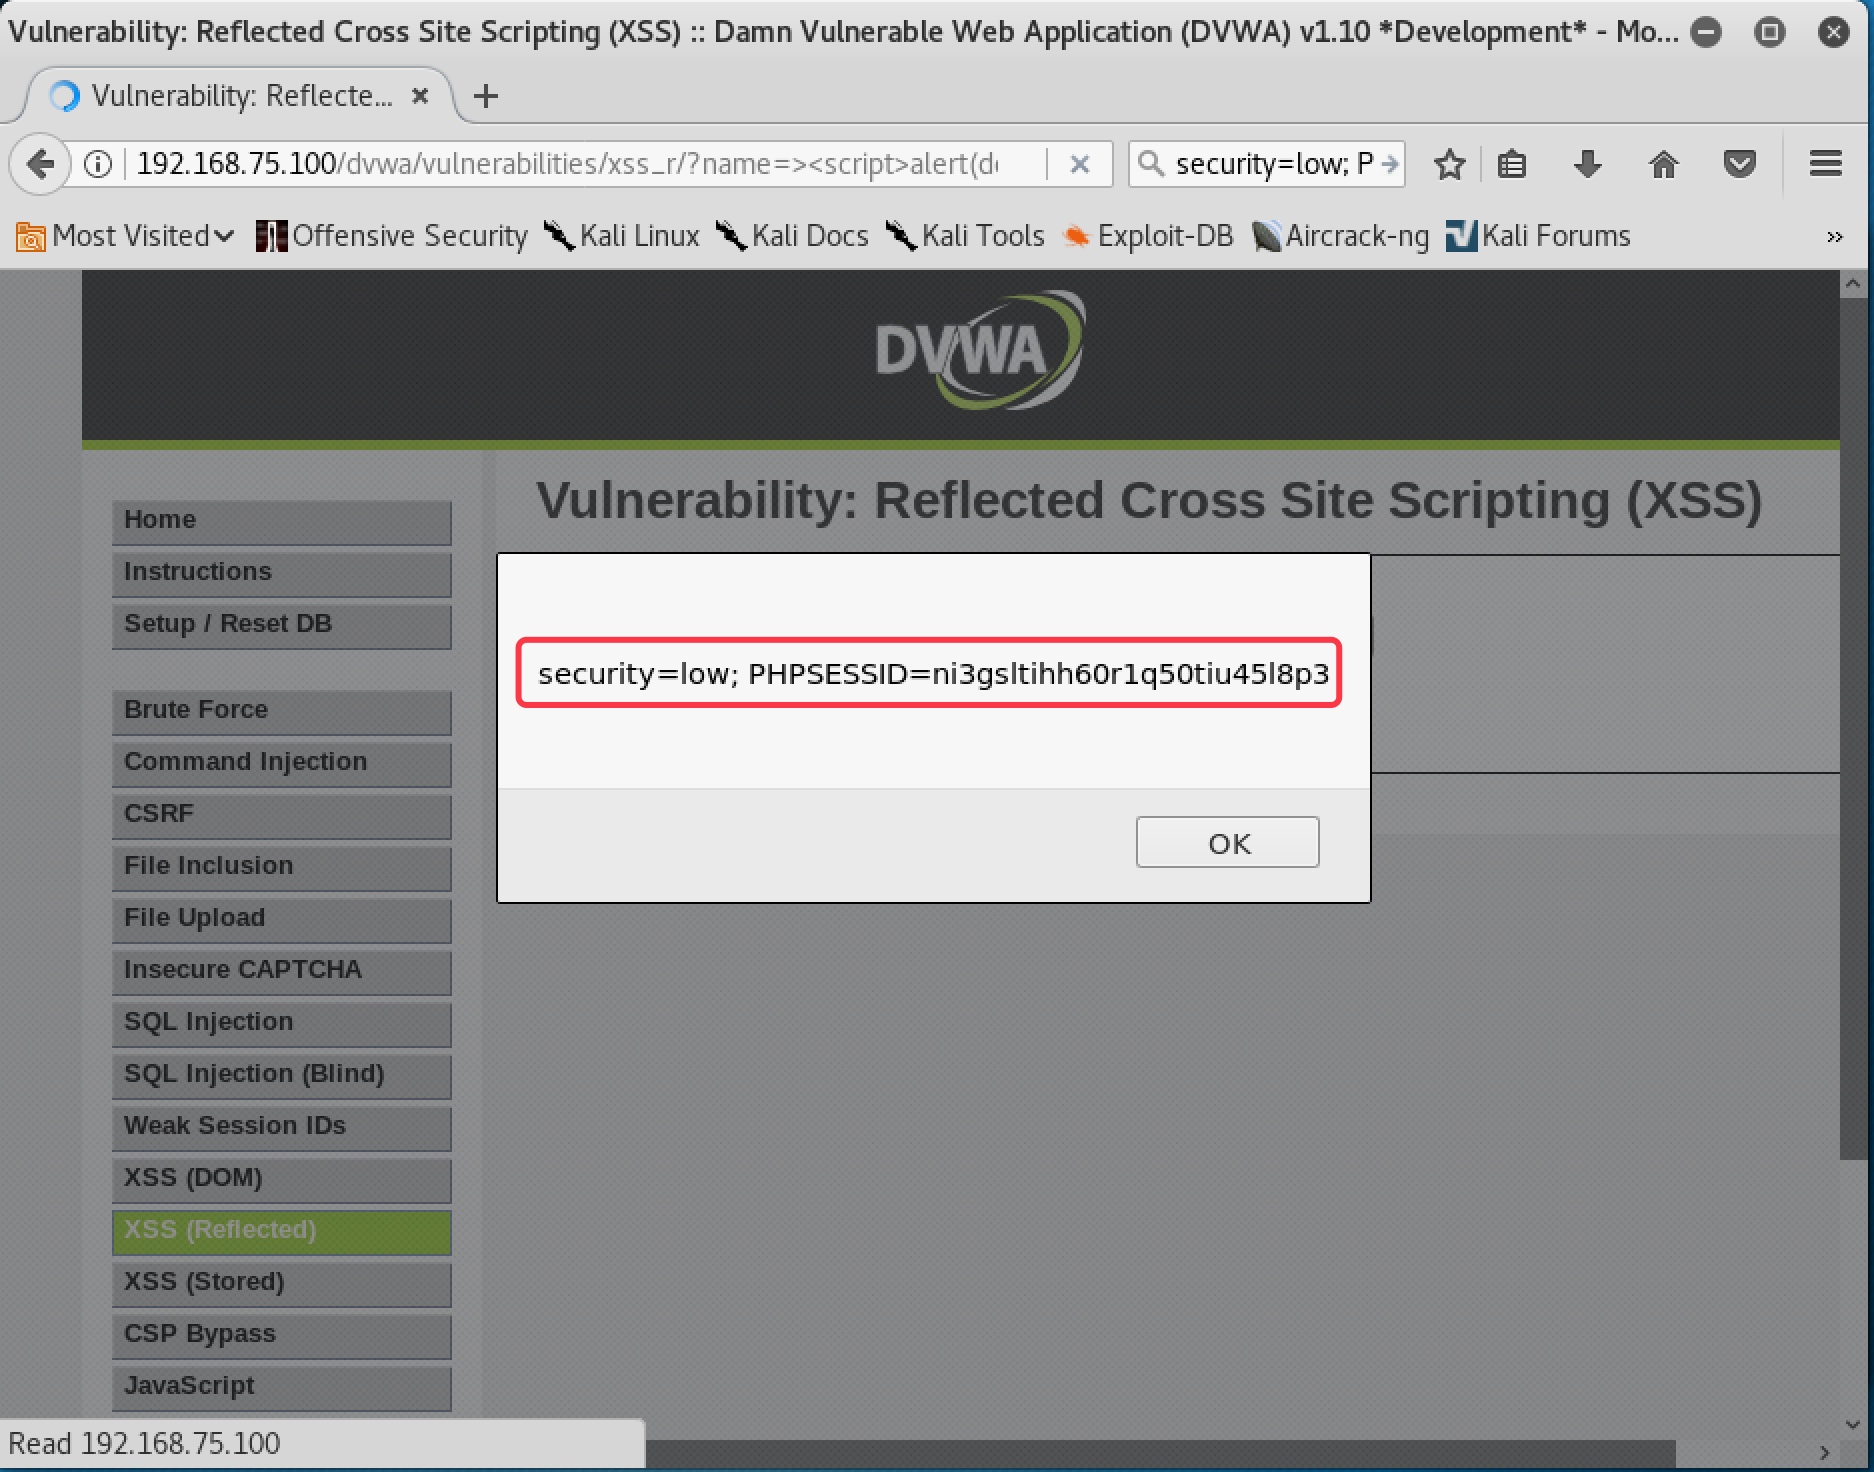 Vulnerability: Reflected Cross Site Scripting (XSS) :: Damn Vulnerable Web Application (DVWA) v1.10 *Development* - Mo...
Vulnerability: Reflecte...
192.168.75.100/dvwa/vulnerabilities/xss_r/?name=><script>alert(d
security=low; P
Most Visited
Offensive Security
Kali Linux
Kali Docs
Kali Tools
Exploit-DB
Aircrack-ng
Kali Forums
DVWA
Vulnerability: Reflected Cross Site Scripting (XSS)
Home
Instructions
Setup / Reset DB
Brute Force
Command Injection
CSRF
File Inclusion
File Upload
Insecure CAPTCHA
SQL Injection
SQL Injection (Blind)
Weak Session IDs
XSS (DOM)
XSS (Reflected)
XSS (Stored)
CSP Bypass
JavaScript
security=low; PHPSESSID=ni3gsltihh60r1q50tiu45l8p3
OK
Read 192.168.75.100